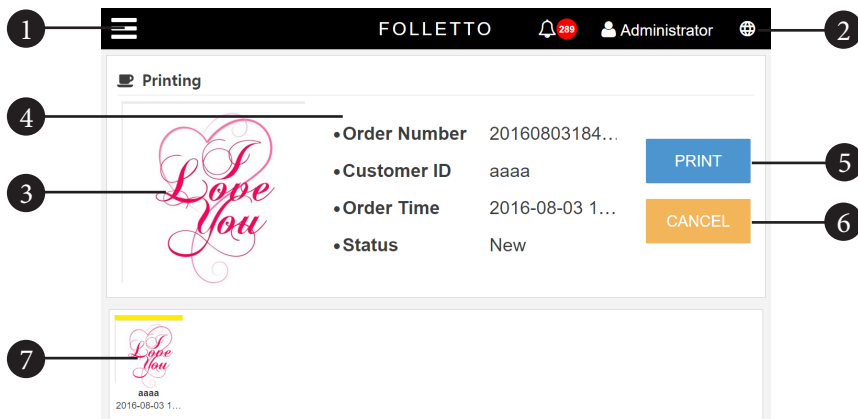 1
FOLLETTO 289 Administrator
2
Printing
4
3
I
Love
You
•Order Number 20160803184...
•Customer ID aaaa
•Order Time 2016-08-03 1...
•Status New
PRINT
5
CANCEL
6
7
I
Love
You
aaaa
2016-08-03 1...